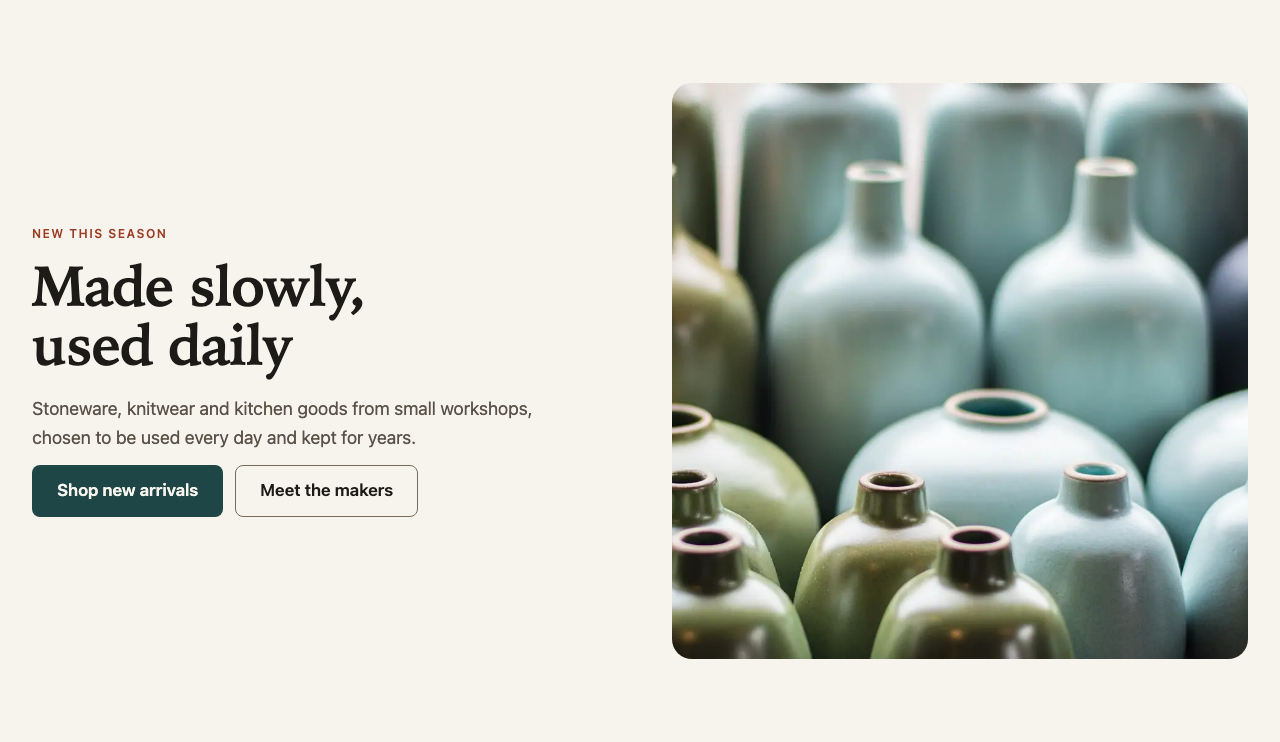 NEW THIS SEASON
Made slowly,
used daily
Stoneware, knitwear and kitchen goods from small workshops,
chosen to be used every day and kept for years.
Shop new arrivals
Meet the makers